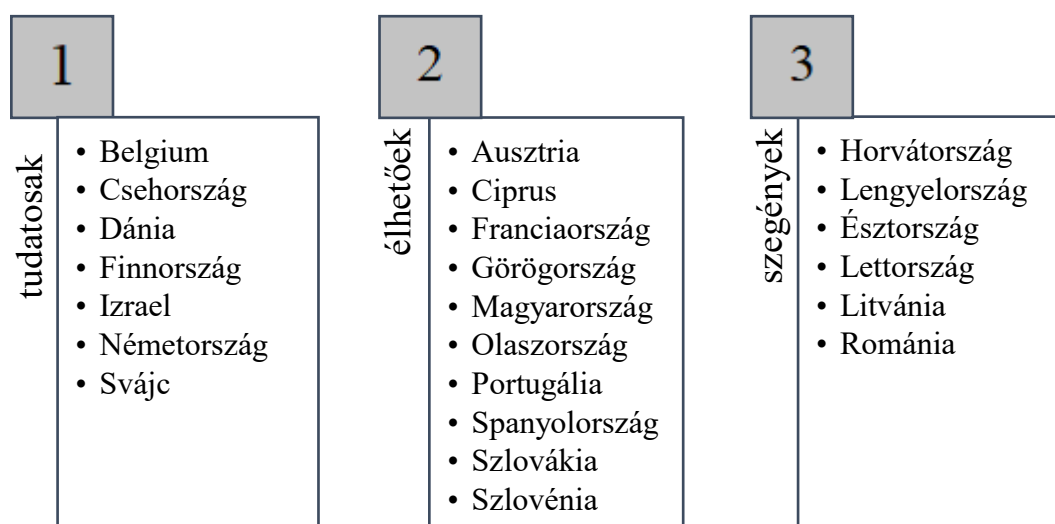 1
tudatosak
• Belgium
• Csehország
• Dánia
• Finnország
• Izrael
• Németország
• Svájc
2
élhetőek
• Ausztria
• Ciprus
• Franciaország
• Görögország
• Magyarország
• Olaszország
• Portugália
• Spanyolország
• Szlovákia
• Szlovénia
3
szegények
• Horvátország
• Lengyelország
• Észtország
• Lettország
• Litvánia
• Románia